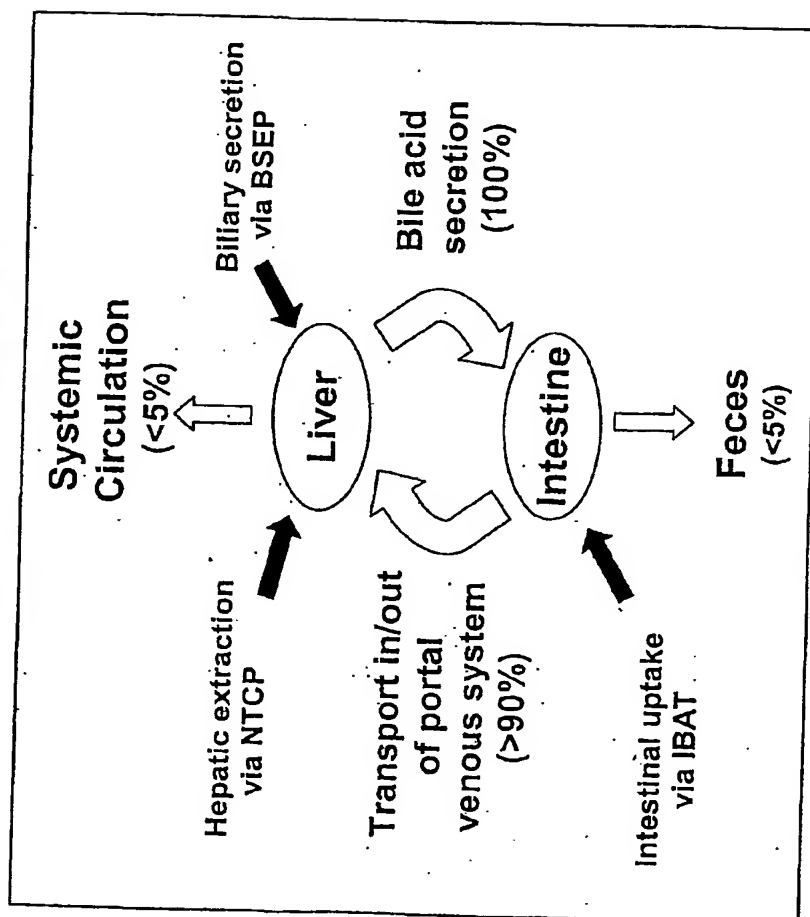 Systemic
Circulation
(<5%)
Hepatic extraction
via NTCP
Biliary secretion
via BSEP
Liver
Transport in/out
of portal
venous system
(>90%)
Bile acid
secretion
(100%)
Intestine
Intestinal uptake
via IBAT
Feces
(<5%)